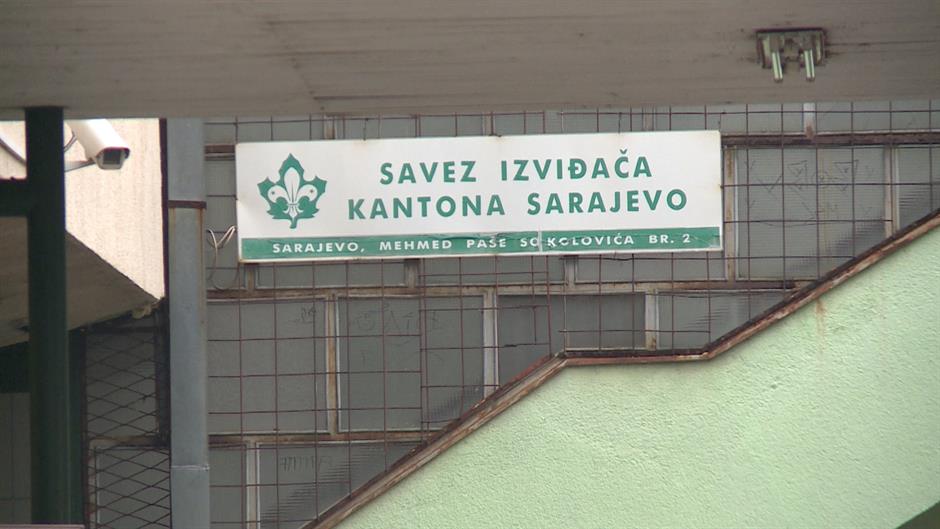 SAVEZ IZVIĐAČA
KANTONA SARAJEVO
SARAJEVO, MEHMED PAŠE SOKOLOVIĆA BR. 2